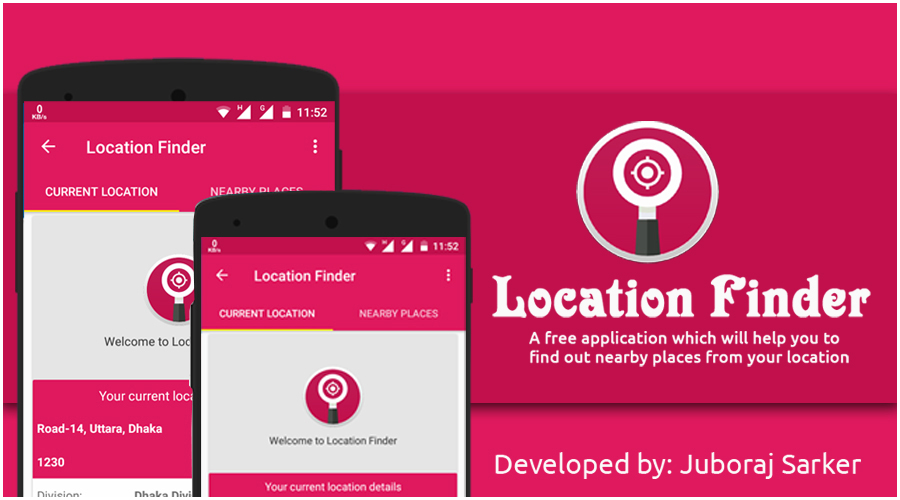 0
KB/s
H
G
11:52
Location Finder
CURRENT LOCATION
NEARBY PLACES
Welcome to Loc
Your current loca
Road-14, Uttara, Dhaka
1230
Division:
Dhaka Divi
0
KB/s
H
G
11:52
Location Finder
CURRENT LOCATION
NEARBY PLACES
Welcome to Location Finder
Your current location details
Location Finder
A free application which will help you to
find out nearby places from your location
Developed by: Juboraj Sarker